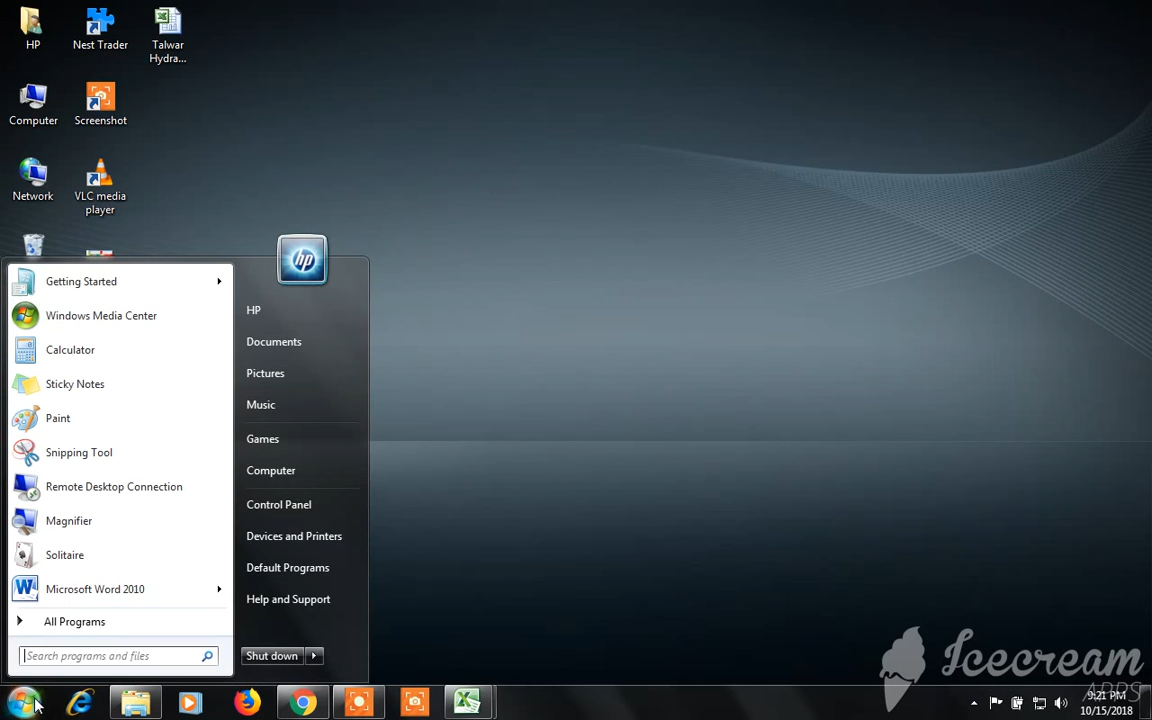 HP
Nest Trader
Talwar
Hydra...
Computer
Screenshot
Network
VLC media
player
hp
Getting Started
Windows Media Center
Calculator
Sticky Notes
Paint
Snipping Tool
Remote Desktop Connection
Magnifier
Solitaire
Microsoft Word 2010
All Programs
Search programs and files
HP
Documents
Pictures
Music
Games
Computer
Control Panel
Devices and Printers
Default Programs
Help and Support
Shut down
Icecream
APPS
9:21 PM
10/15/2018